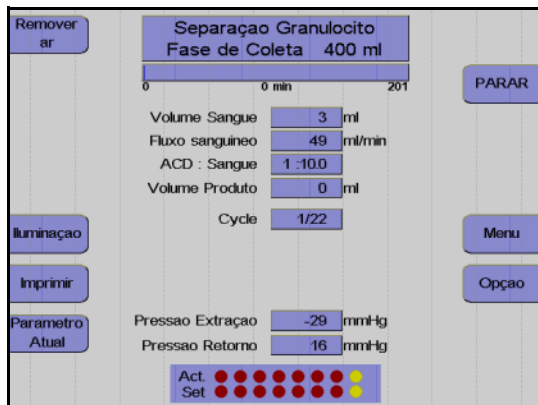 Remover
ar
Separaçao Granulocito
Fase de Coleta 400 ml
0 0 min 201
PARAR
Volume Sangue 3 ml
Fluxo sanguineo 49 ml/min
ACD : Sangue 1 :10.0
Volume Produto 0 ml
Cycle 1/22
Iluminaçao
Menu
Imprimir
Opçao
Parametro
Atual
Pressao Extraçao -29 mmHg
Pressao Retorno 16 mmHg
Act.
Set